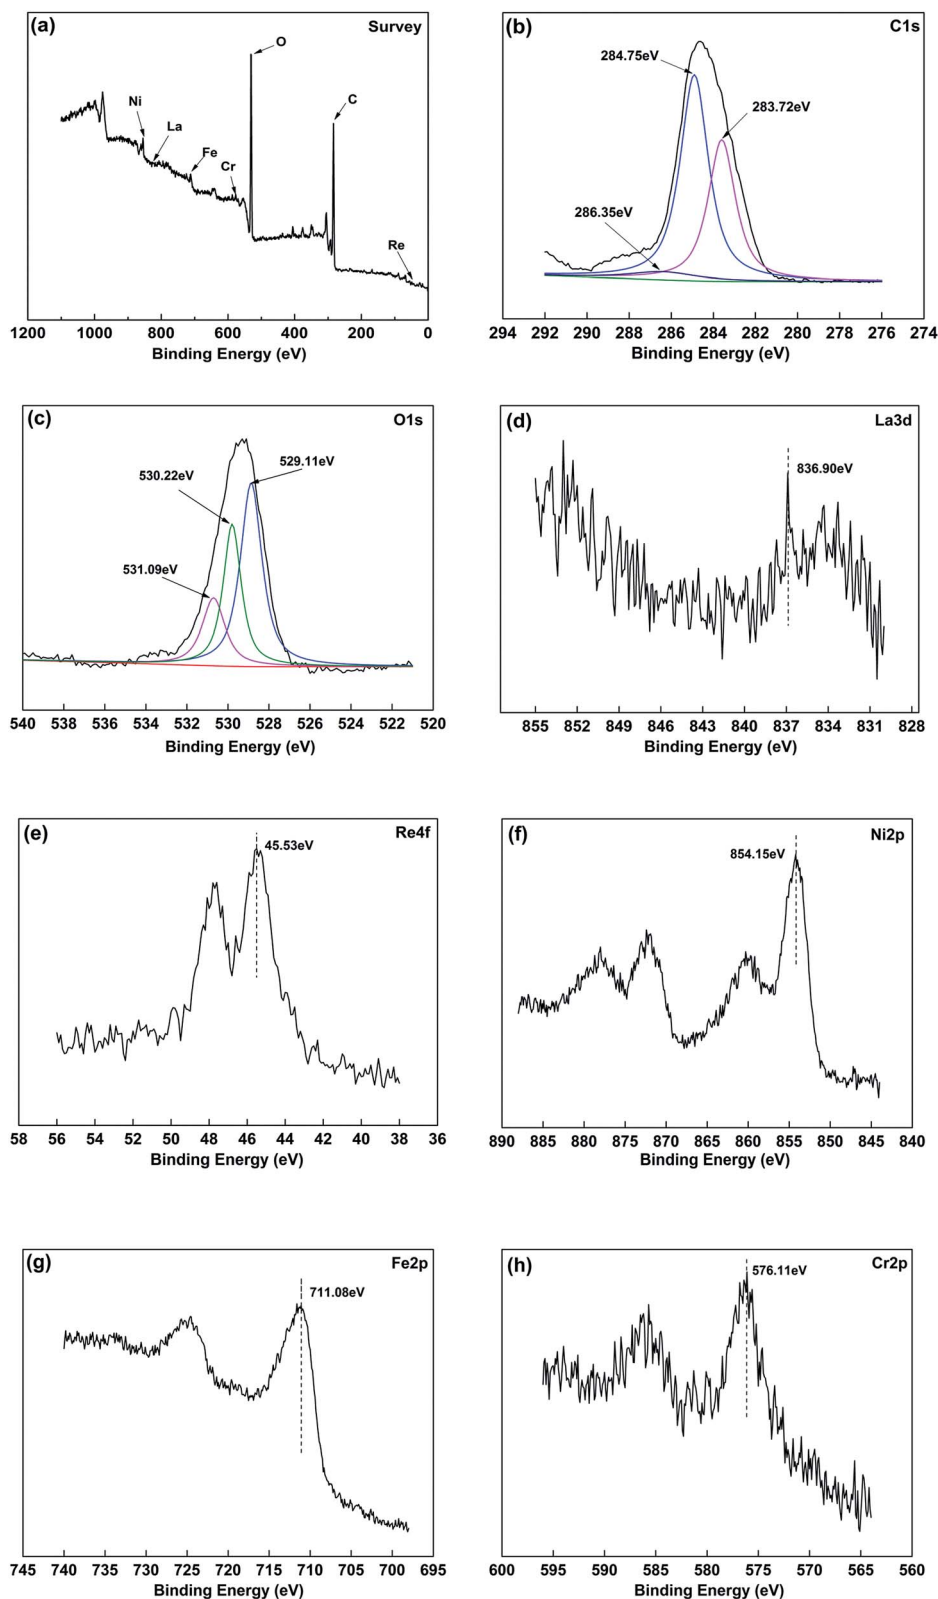 (a)
Survey
O
C
Ni
La
Fe
Cr
Re
1200 1000 800 600 400 200 0
Binding Energy (eV)
(b)
C1s
284.75eV
283.72eV
286.35eV
294 292 290 288 286 284 282 280 278 276 274
Binding Energy (eV)
(c)
O1s
529.11eV
530.22eV
531.09eV
540 538 536 534 532 530 528 526 524 522 520
Binding Energy (eV)
(d)
La3d
836.90eV
855 852 849 846 843 840 837 834 831 828
Binding Energy (eV)
(e)
Re4f
45.53eV
58 56 54 52 50 48 46 44 42 40 38 36
Binding Energy (eV)
(f)
Ni2p
854.15eV
890 885 880 875 870 865 860 855 850 845 840
Binding Energy (eV)
(g)
Fe2p
711.08eV
745 740 735 730 725 720 715 710 705 700 695
Binding Energy (eV)
(h)
Cr2p
576.11eV
600 595 590 585 580 575 570 565 560
Binding Energy (eV)